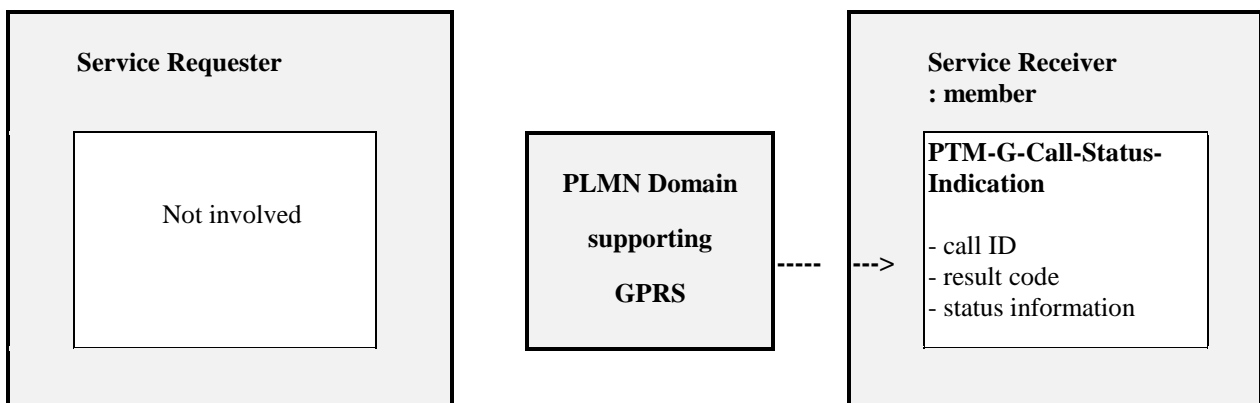 Service Requester
Not involved
PLMN Domain
supporting
GPRS
----- --->
Service Receiver
: member
PTM-G-Call-Status-
Indication
- call ID
- result code
- status information